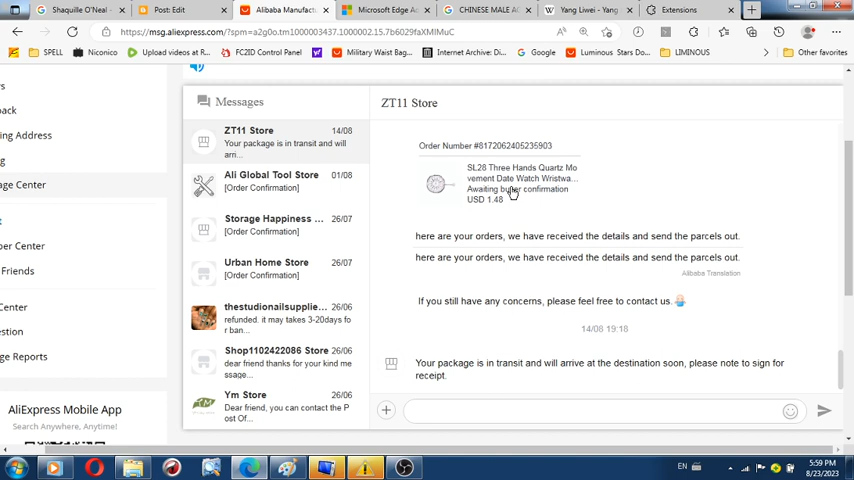 Shaquille O'Neal -
Post Edit
Alibaba Manufact
Microsoft Edge Ad
CHINESE MALE AC
Yang Liwei - Yang
Extensions
https://msg.aliexpress.com/?spm=a2g0o.tm1000003437.1000002.15.7b6029faXMlMuC
SPELL
Niconico
Upload videos at R...
FC2ID Control Panel
Military Waist Bag...
Internet Archive: Di...
Google
Luminous Stars Do...
LIMOUS
Other favorites
s
ack
ing Address
g
age Center
t
er Center
Friends
Center
estion
ge Reports
AliExpress Mobile App
Search Anywhere, Anytime!
Messages
ZT11 Store 14/08
Your package is in transit and will
arri...
Ali Global Tool Store 01/08
[Order Confirmation]
Storage Happiness ... 26/07
[Order Confirmation]
Urban Home Store 26/07
[Order Confirmation]
thestudionailsupplie... 26/06
refunded. it may takes 3-20days fo
r ban...
Shop1102422086 Store 26/06
dear friend thanks for your kind me
ssage...
Ym Store 26/06
Dear friend, you can contact the P
ost Of...
ZT11 Store
Order Number #8172062405235903
SL28 Three Hands Quartz Mo
vement Date Watch Wristwa...
Awaiting buyer confirmation
USD 1.48
here are your orders, we have received the details and send the parcels out.
here are your orders, we have received the details and send the parcels out.
Alibaba Translation
If you still have any concerns, please feel free to contact us.
14/08 19:18
Your package is in transit and will arrive at the destination soon, please note to sign for
receipt.
EN
5:59 PM
8/23/2023